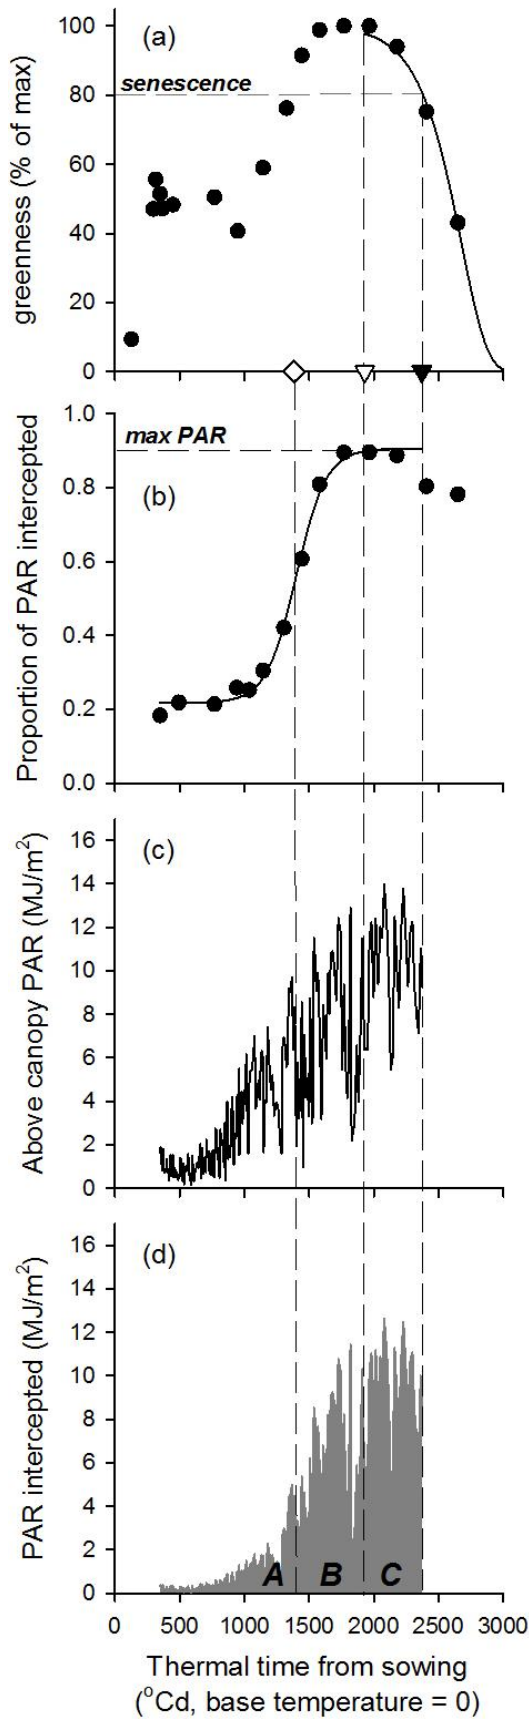 100
(a)
senescence
80
60
40
20
0
greenness (% of max)
1.0
max PAR
0.8
(b)
0.6
0.4
0.2
0.0
Proportion of PAR intercepted
16
(c)
14
12
10
8
6
4
2
0
Above canopy PAR (MJ/m²)
16
(d)
14
12
10
8
6
4
2
0
PAR intercepted (MJ/m²)
A B C
0 500 1000 1500 2000 2500 3000
Thermal time from sowing
(°Cd, base temperature = 0)